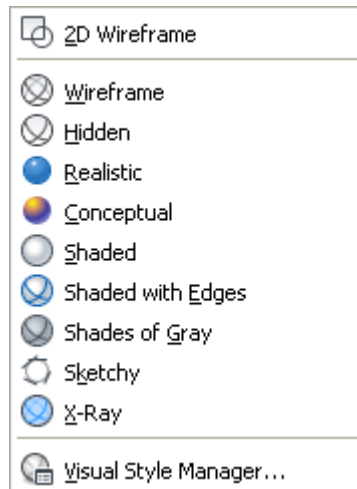 2D Wireframe
Wireframe
Hidden
Realistic
Conceptual
Shaded
Shaded with Edges
Shades of Gray
Sketchy
X-Ray
Visual Style Manager...